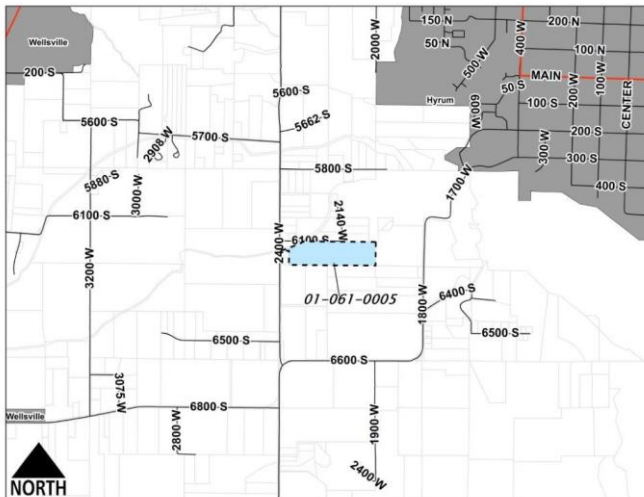 150 N
200 N
2000 W
400 W
Wellsville
50 N
100 N
500 W
200 S
MAIN
200 W
100 W
CENTER
5600 S
50 S
Hyrum
5600 S
5662 S
600 W
100 S
2908 W
5700 S
200 S
300 W
300 S
5880 S
3000 W
5800 S
1700 W
400 S
6100 S
2140 W
6100 S
2400 W
3200 W
01-061-0005
1800 W
6400 S
6500 S
6500 S
6600 S
3075 W
6800 S
Wellsville
2800 W
1900 W
2400 W
NORTH